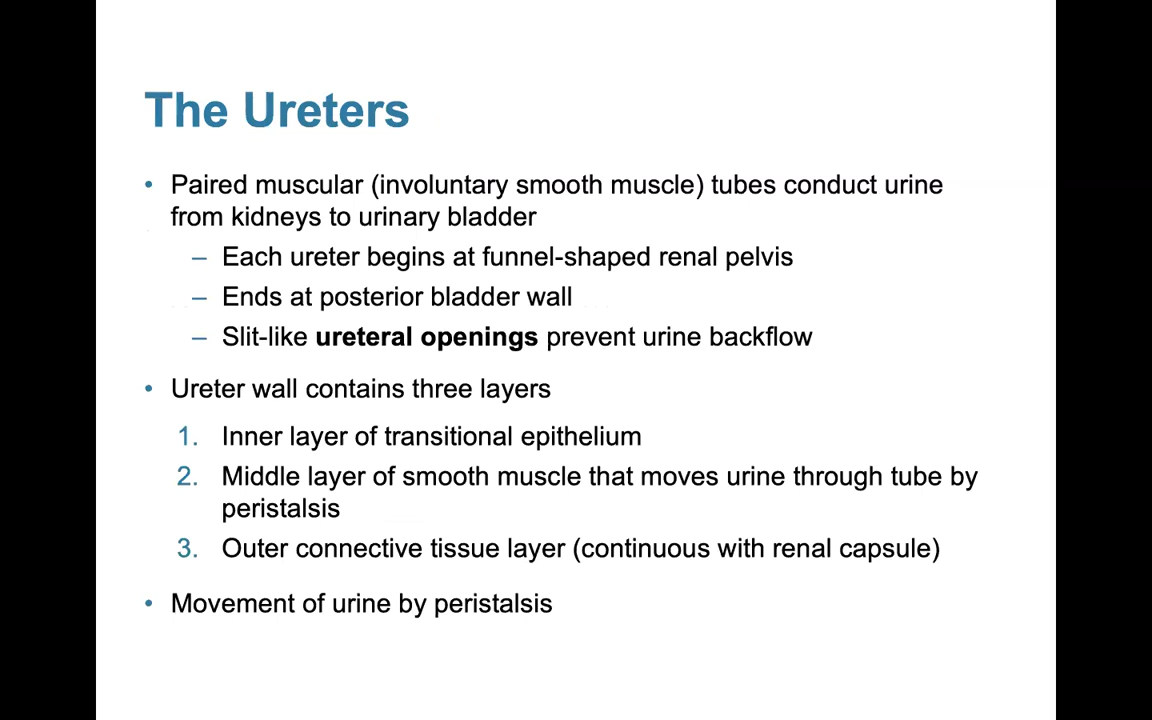 The Ureters
• Paired muscular (involuntary smooth muscle) tubes conduct urine
from kidneys to urinary bladder
– Each ureter begins at funnel-shaped renal pelvis
– Ends at posterior bladder wall
– Slit-like ureteral openings prevent urine backflow
• Ureter wall contains three layers
1. Inner layer of transitional epithelium
2. Middle layer of smooth muscle that moves urine through tube by
peristalsis
3. Outer connective tissue layer (continuous with renal capsule)
• Movement of urine by peristalsis